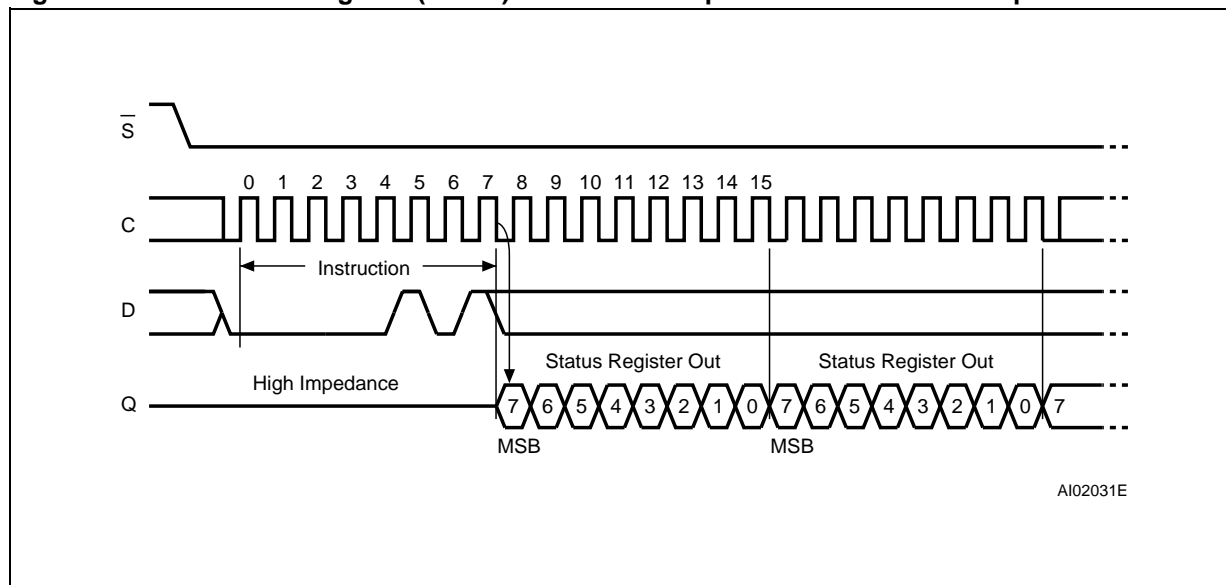 S
0 1 2 3 4 5 6 7 8 9 10 11 12 13 14 15
C
Instruction
D
Status Register Out Status Register Out
High Impedance
Q 7 6 5 4 3 2 1 0 7 6 5 4 3 2 1 0 7
MSB MSB
AI02031E